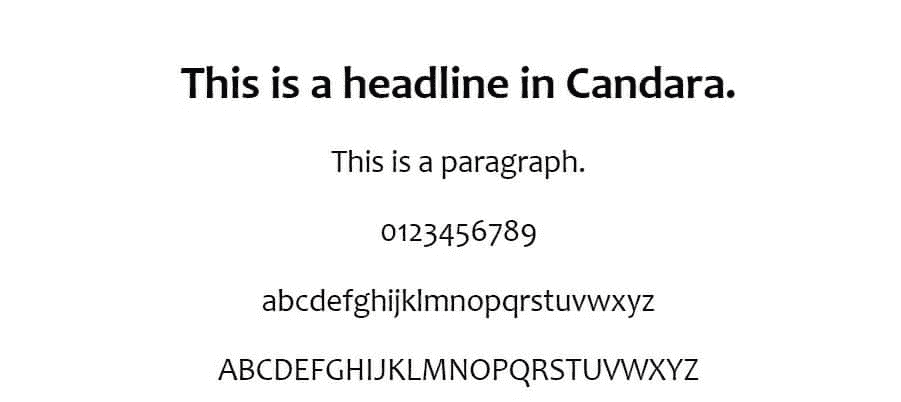 This is a headline in Candara.
This is a paragraph.
0123456789
abcdefghijklmnopqrstuvwxyz
ABCDEFGHIJKLMNOPQRSTUVWXYZ